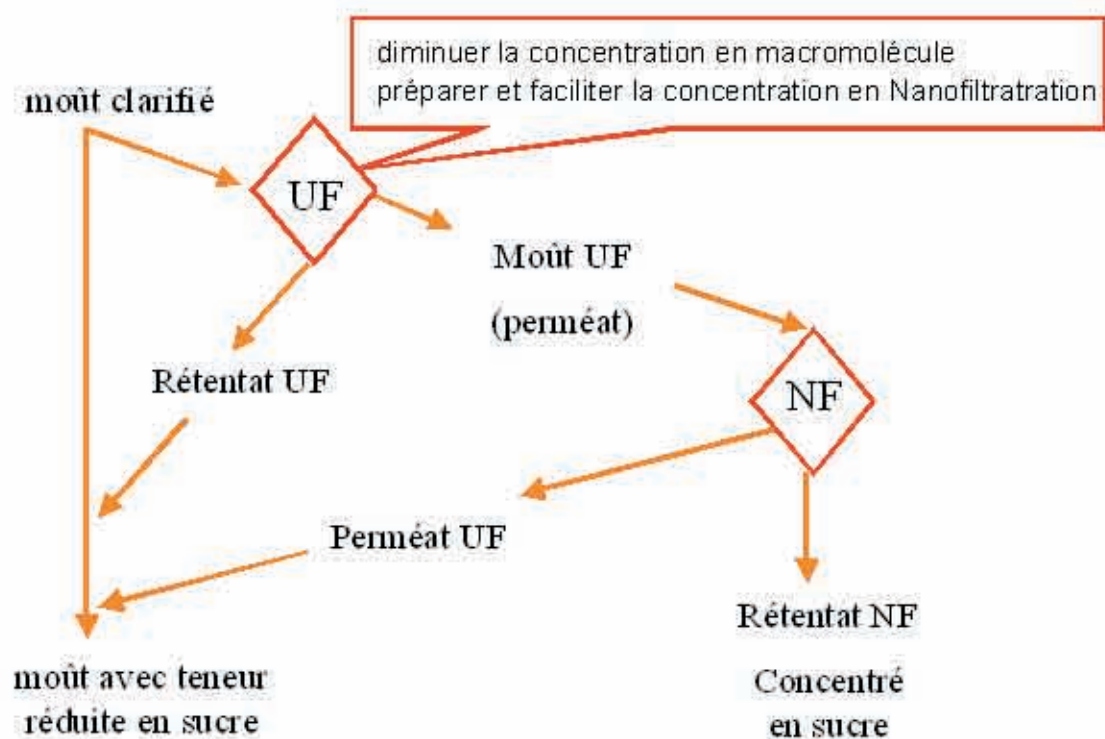 diminuer la concentration en macromolécule
préparer et faciliter la concentration en Nanofiltratration
moût clarifié
UF
Moût UF
(perméat)
Rétentat UF
NF
Perméat UF
Rétentat NF
moût avec teneur
réduite en sucre
Concentré
en sucre